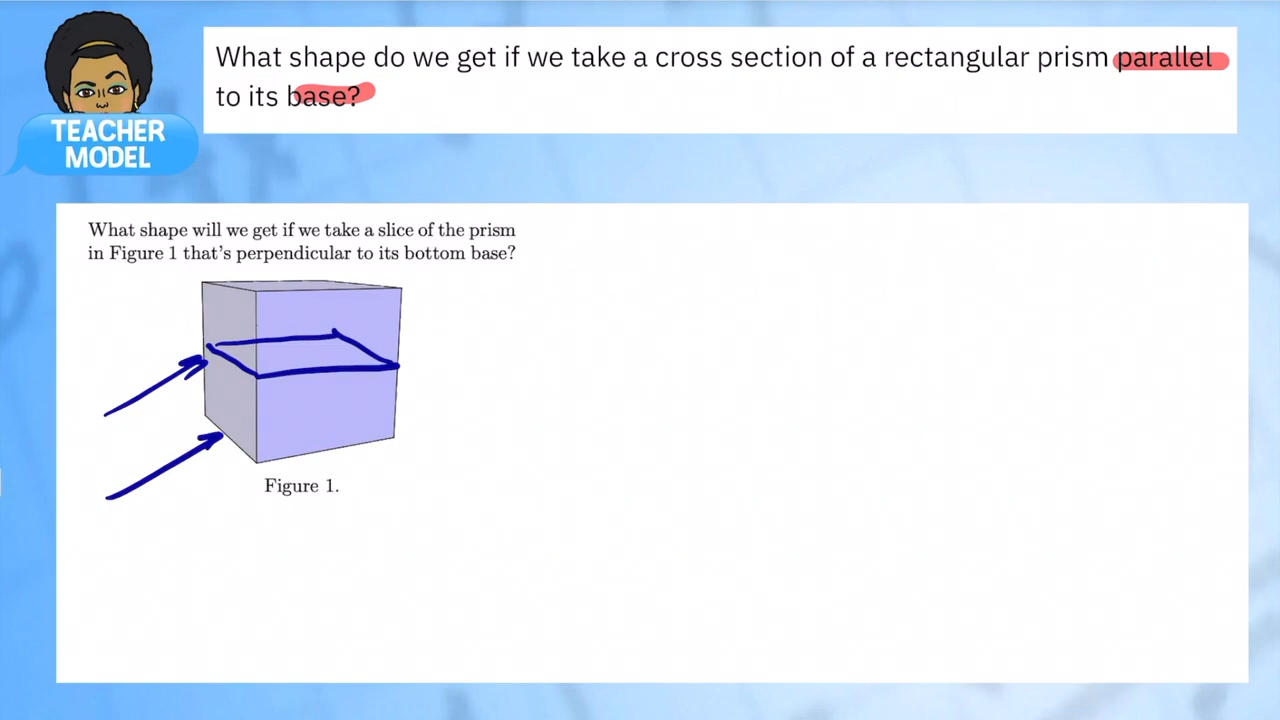 TEACHER
MODEL
What shape do we get if we take a cross section of a rectangular prism parallel
to its base?
What shape will we get if we take a slice of the prism
in Figure 1 that's perpendicular to its bottom base?
Figure 1.